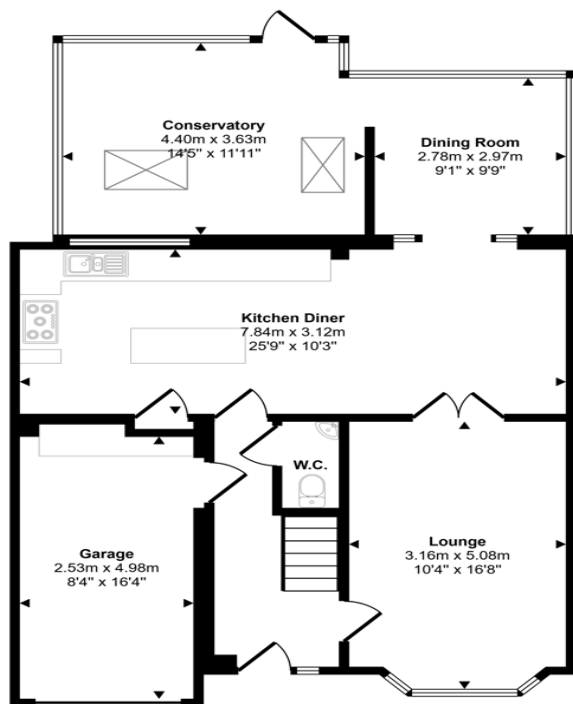 Conservatory
4.40m x 3.63m
14'5" x 11'11"
Dining Room
2.78m x 2.97m
9'1" x 9'9"
Kitchen Diner
7.84m x 3.12m
25'9" x 10'3"
W.C.
Garage
2.53m x 4.98m
8'4" x 16'4"
Lounge
3.16m x 5.08m
10'4" x 16'8"